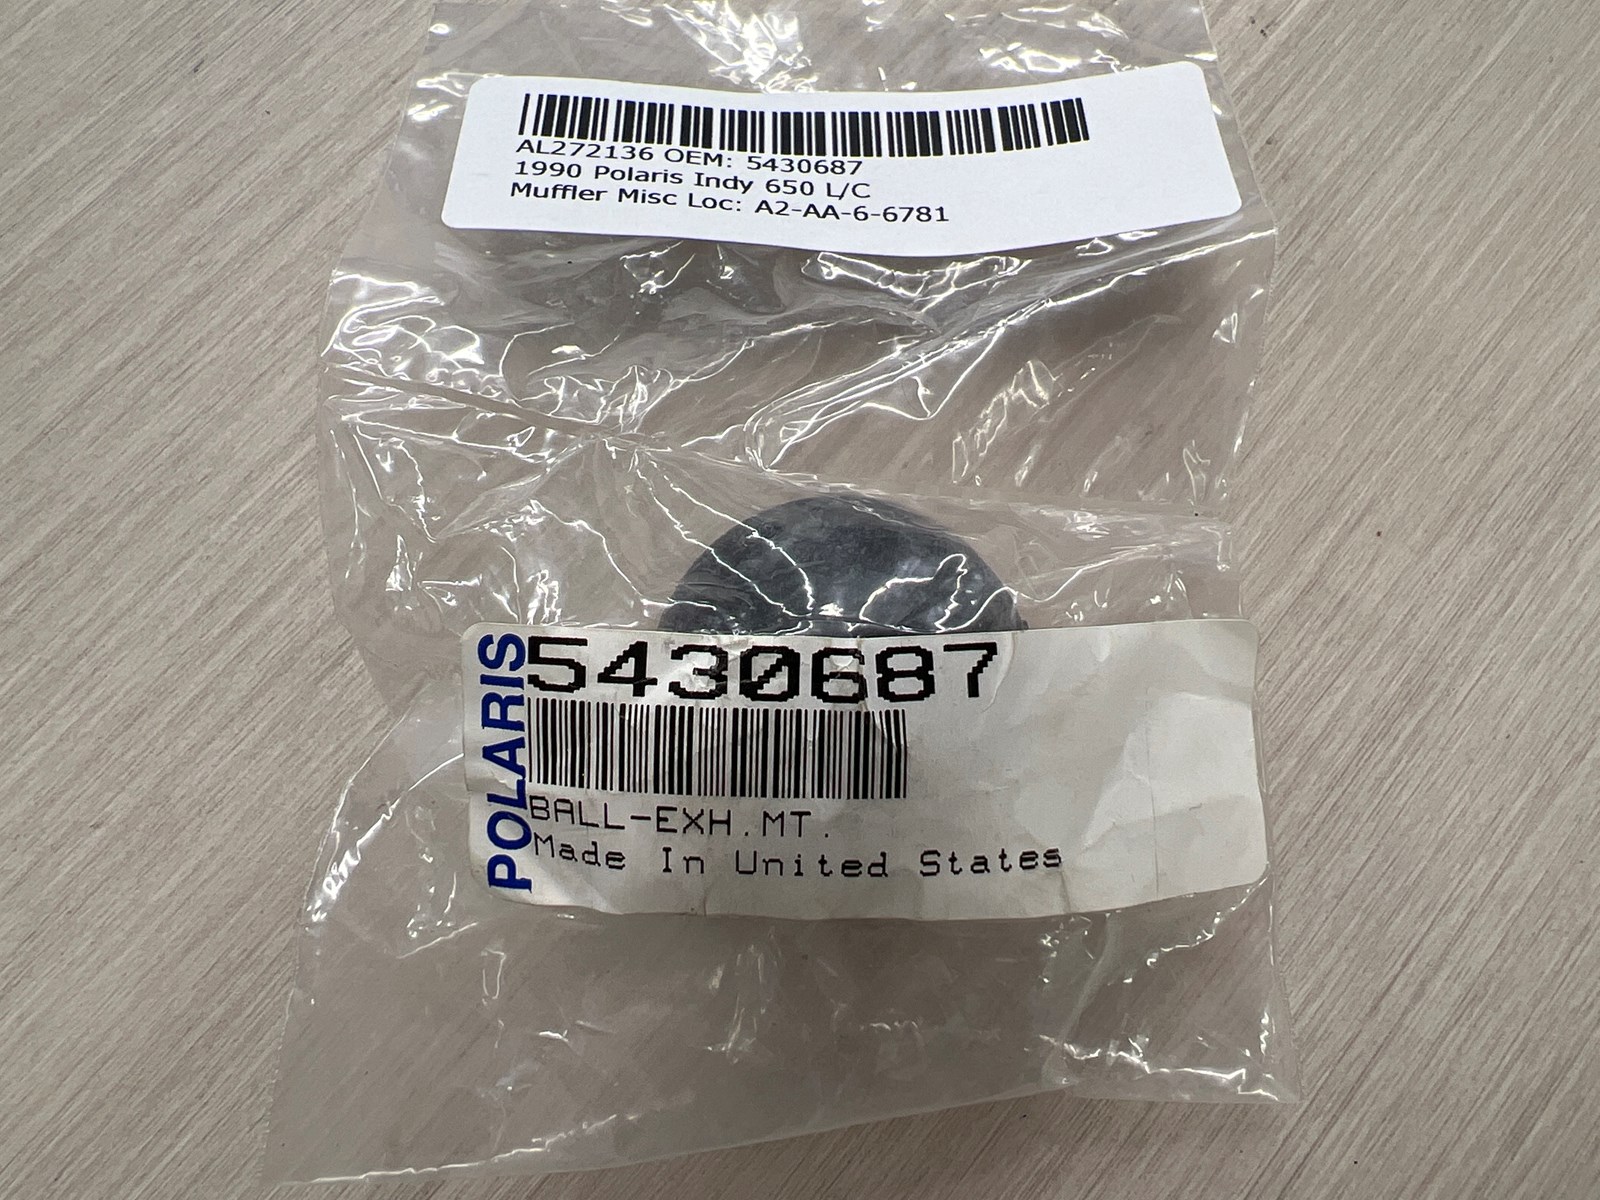 AL272136 OEM: 5430687
1990 Polaris Indy 650 L/C
Muffler Misc Loc: A2-AA-6-6781
POLARIS
5430687
BALL-EXH.MT.
Made In United States